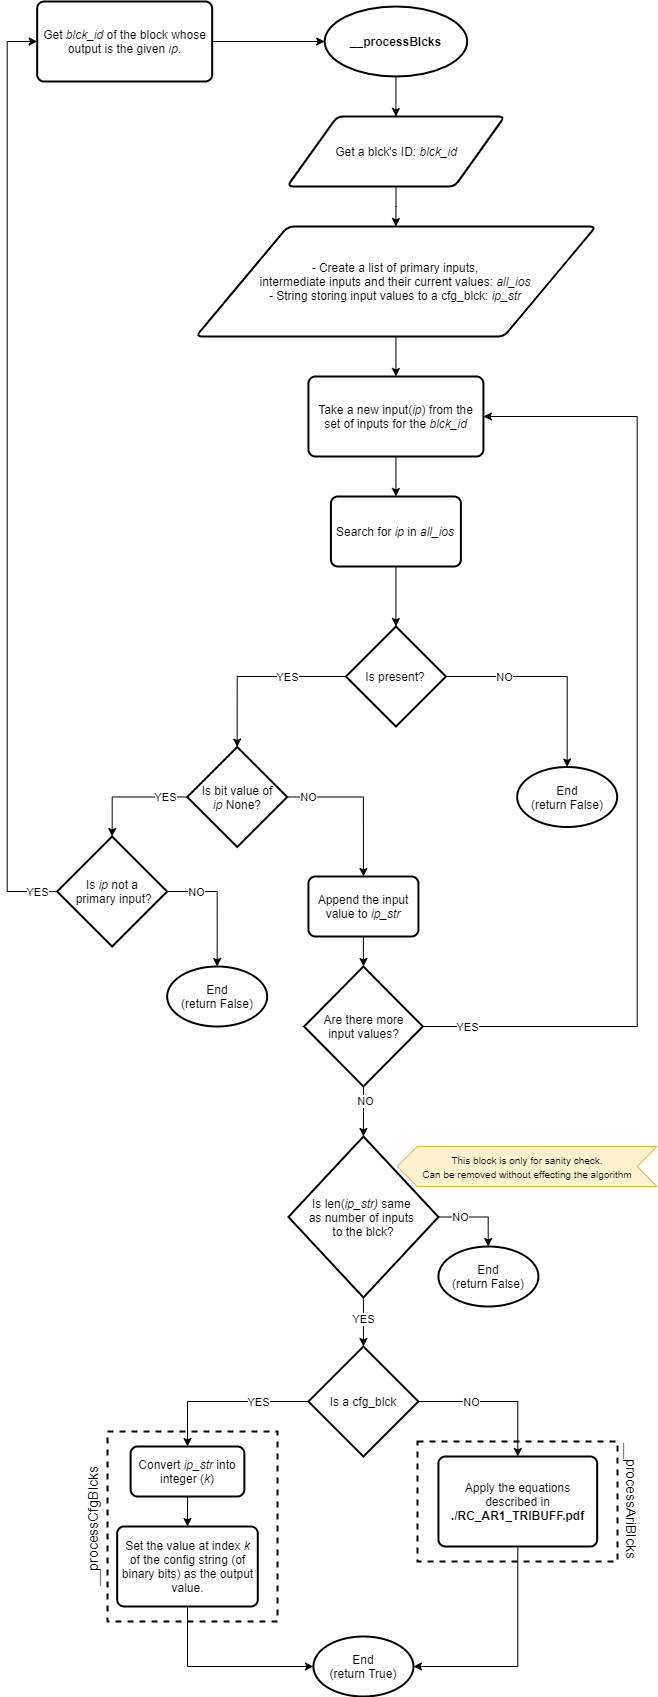 Get blck_id of the block whose
output is the given ip.
__processBlcks
Get a blck's ID: blck_id
- Create a list of primary inputs,
intermediate inputs and their current values: all_ios
- String storing input values to a cfg_blck: ip_str
Take a new input(ip) from the
set of inputs for the blck_id
Search for ip in all_ios
Is present?
YES
NO
Is bit value of
ip None?
YES
NO
End
(return False)
Is ip not a
primary input?
YES
NO
Append the input
value to ip_str
End
(return False)
Are there more
input values?
YES
NO
This block is only for sanity check.
Can be removed without effecting the algorithm
Is len(ip_str) same
as number of inputs
to the blck?
NO
End
(return False)
YES
Is a cfg_blck
YES
NO
__processCfgBlcks
Convert ip_str into
integer (k)
Set the value at index k
of the config string (of
binary bits) as the output
value.
Apply the equations
described in
./RC_AR1_TRIBUFF.pdf
__processAriBlcks
End
(return True)